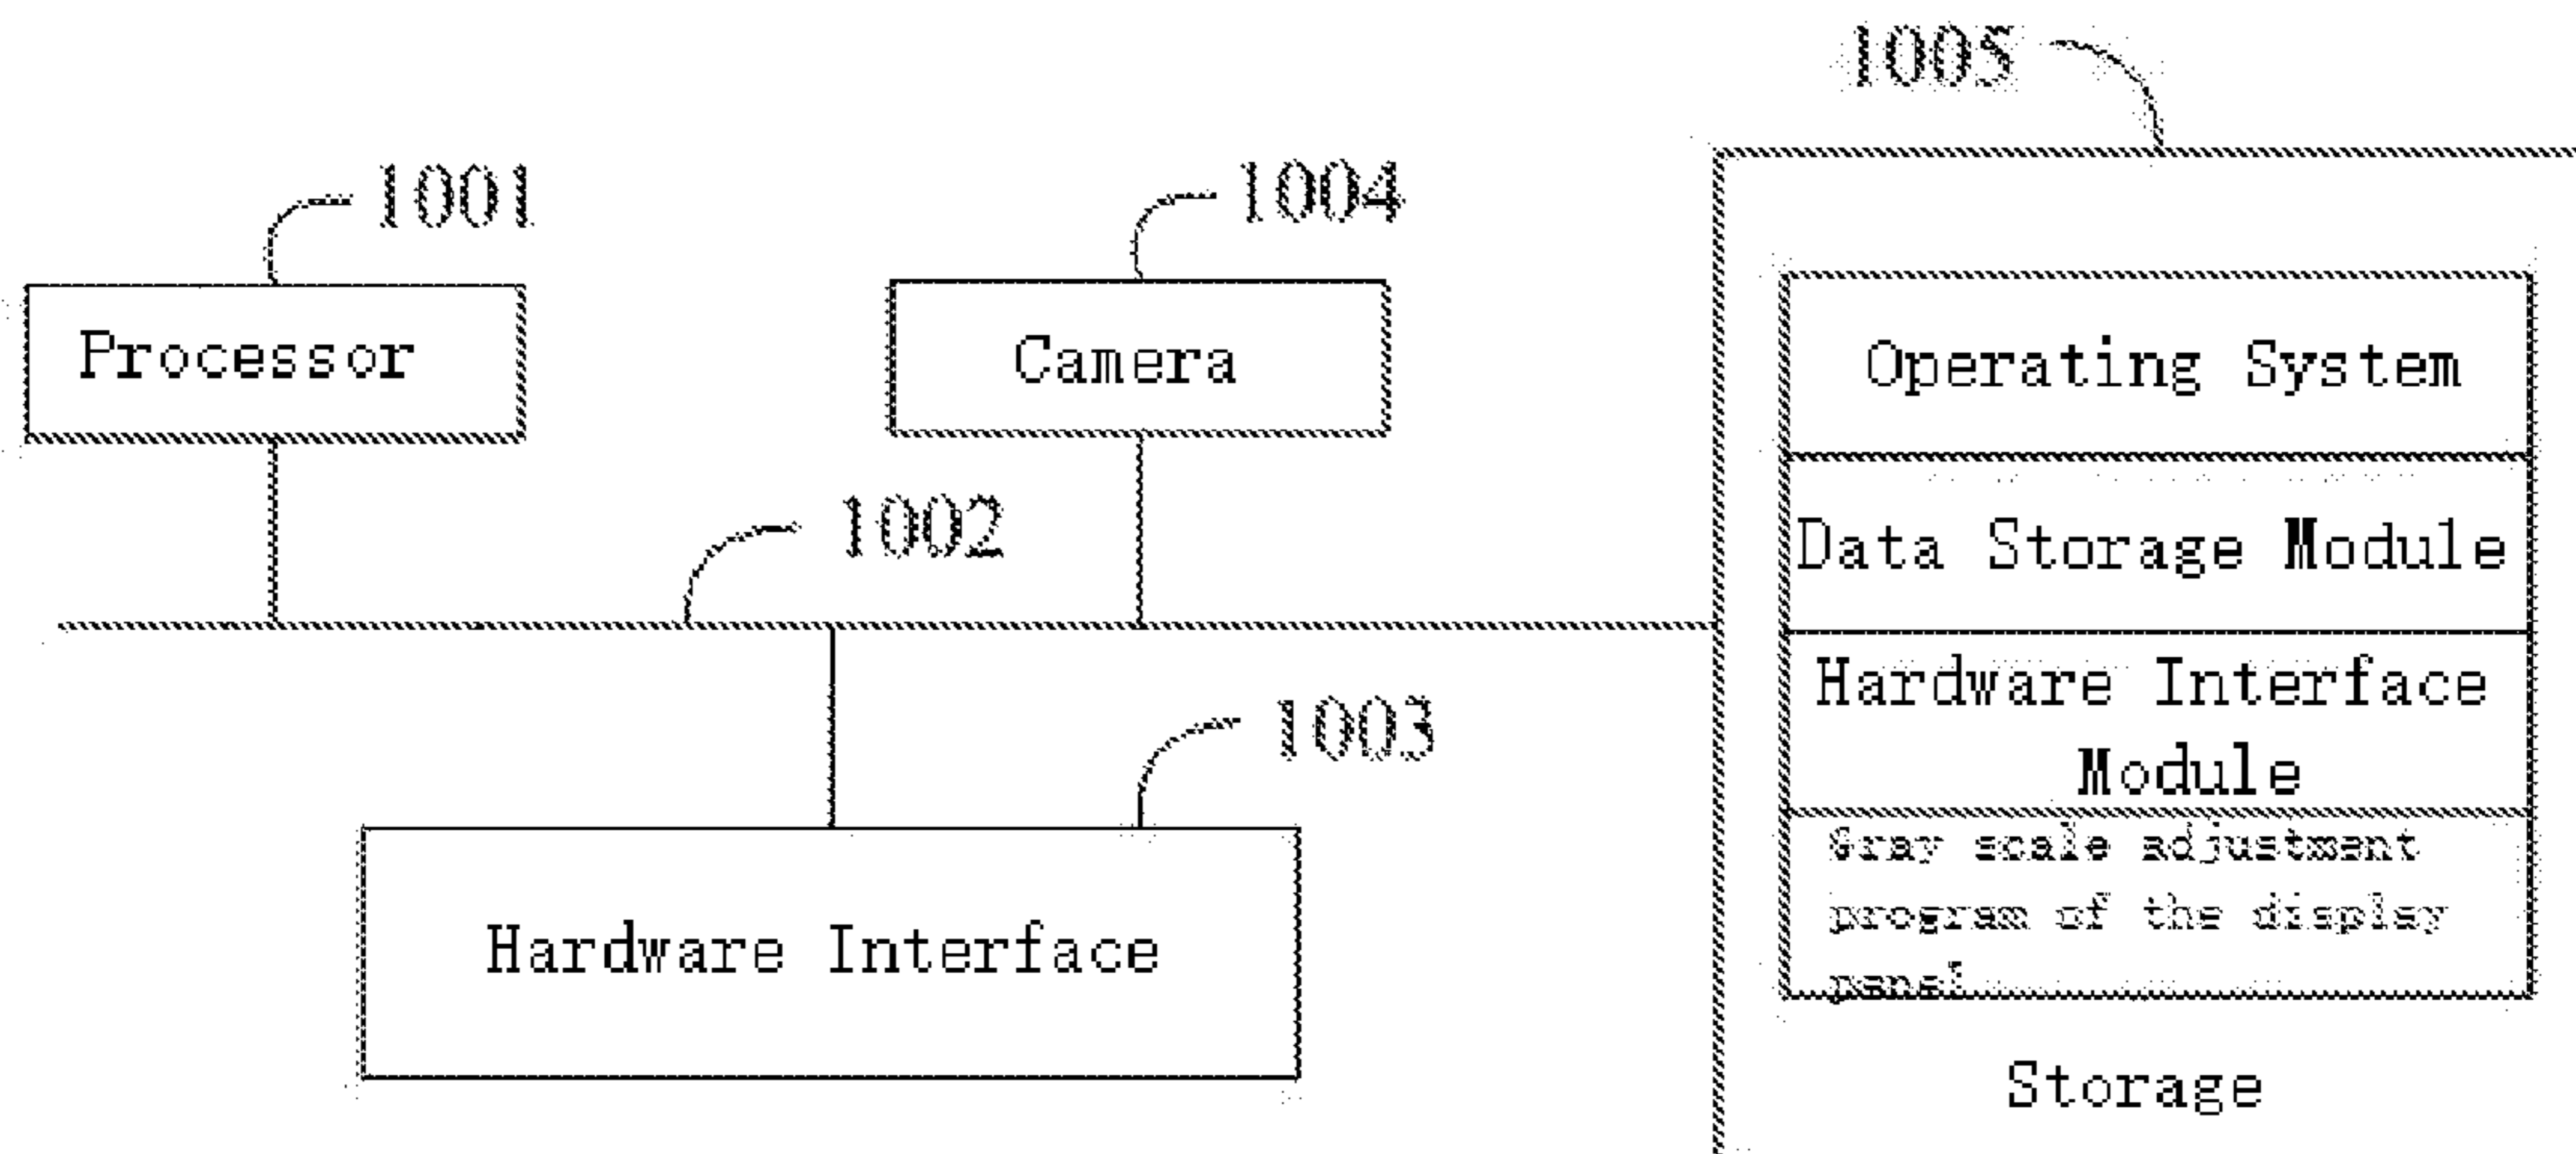 1005
1001
1004
Processor
Camera
Operating System
1002
Data Storage Module
Hardware Interface
Module
1003
Gray scale adjustment
program of the display
panel
Hardware Interface
Storage